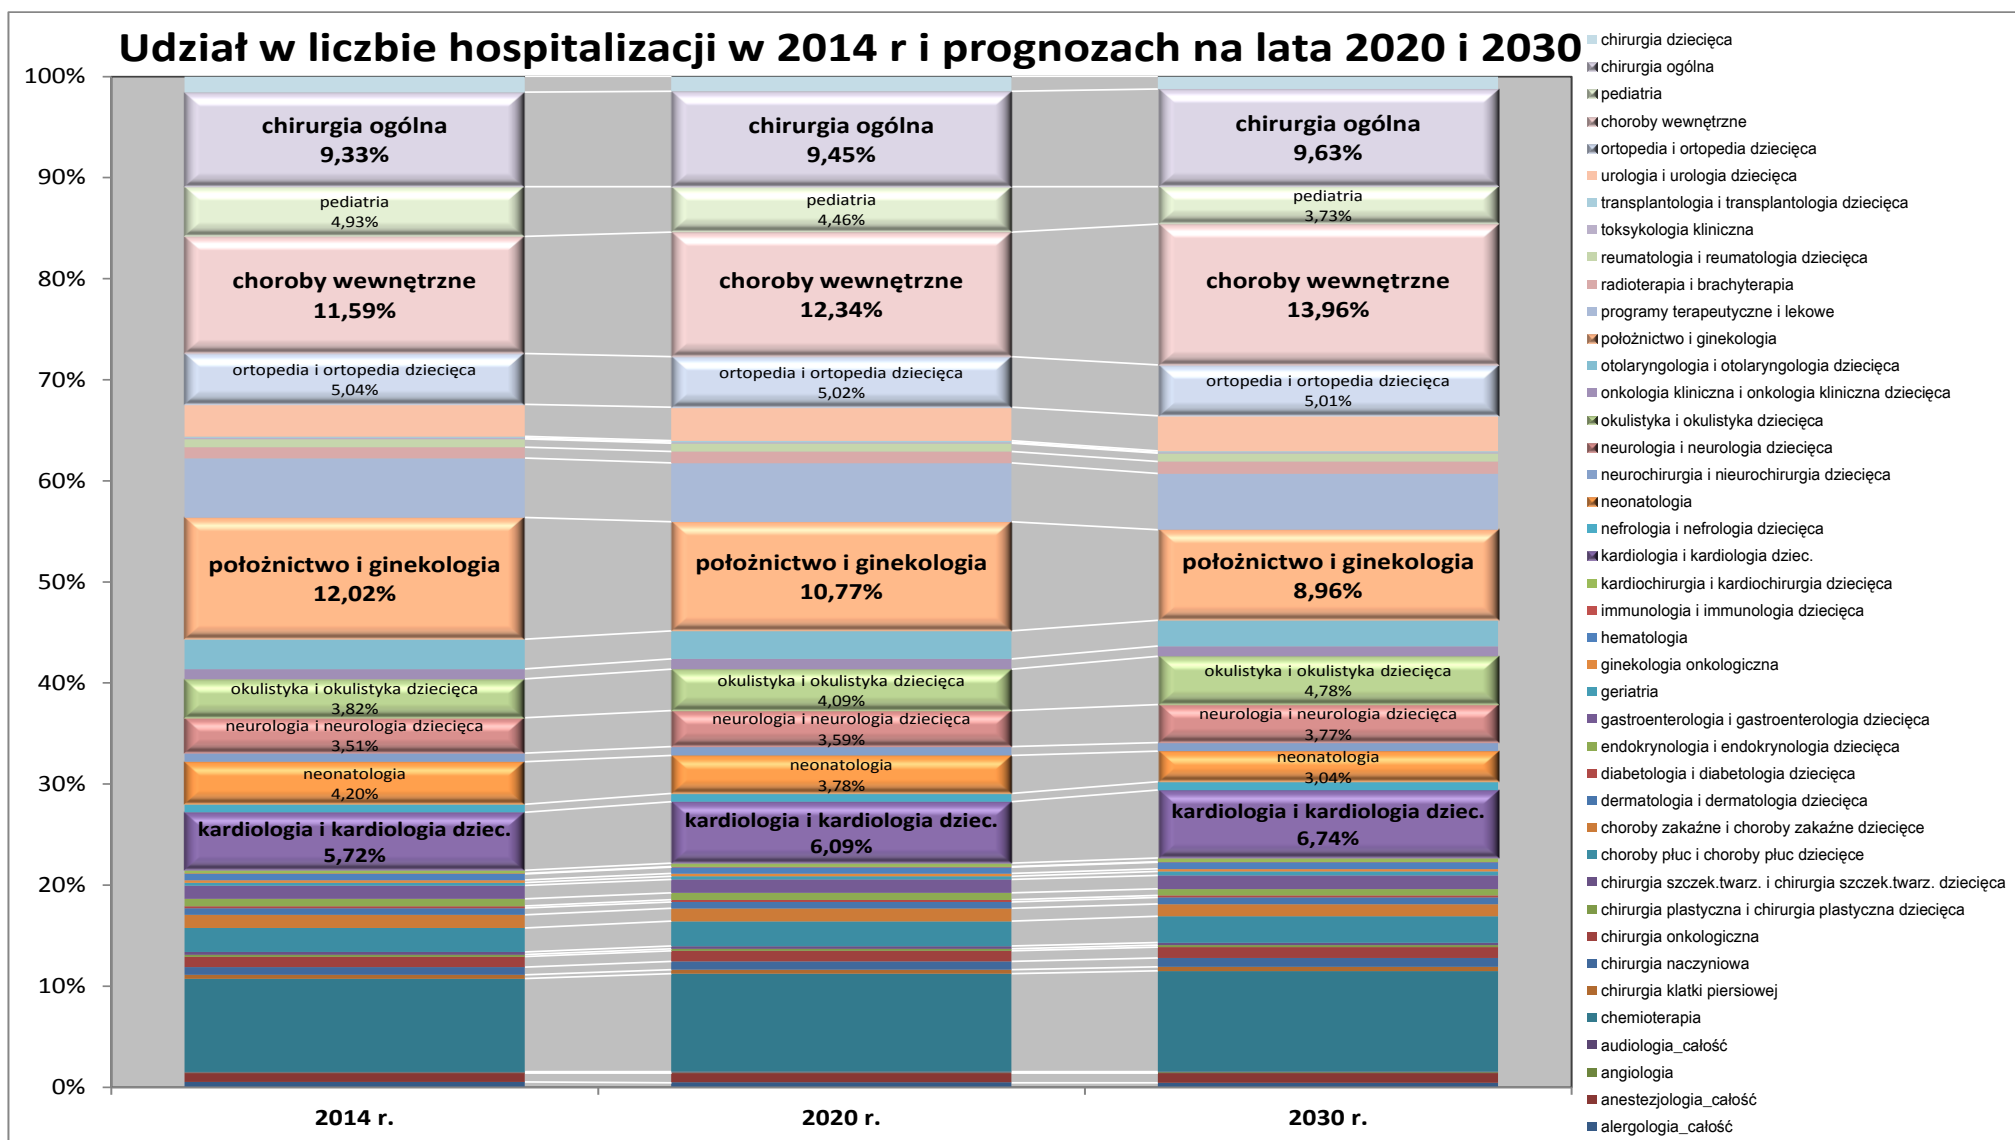 Udział w liczbie hospitalizacji w 2014 r i prognozach na lata 2020 i 2030
100%
90%
80%
70%
60%
50%
40%
30%
20%
10%
0%
chirurgia ogólna
9,33%
pediatria
4,93%
choroby wewnętrzne
11,59%
ortopedia i ortopedia dziecięca
5,04%
położnictwo i ginekologia
12,02%
okulistyka i okulistyka dziecięca
3,82%
neurologia i neurologia dziecięca
3,51%
neonatologia
4,20%
kardiologia i kardiologia dziec.
5,72%
chirurgia ogólna
9,45%
pediatria
4,46%
choroby wewnętrzne
12,34%
ortopedia i ortopedia dziecięca
5,02%
położnictwo i ginekologia
10,77%
okulistyka i okulistyka dziecięca
4,09%
neurologia i neurologia dziecięca
3,59%
neonatologia
3,78%
kardiologia i kardiologia dziec.
6,09%
chirurgia ogólna
9,63%
pediatria
3,73%
choroby wewnętrzne
13,96%
ortopedia i ortopedia dziecięca
5,01%
położnictwo i ginekologia
8,96%
okulistyka i okulistyka dziecięca
4,78%
neurologia i neurologia dziecięca
3,77%
neonatologia
3,04%
kardiologia i kardiologia dziec.
6,74%
2014 r.
2020 r.
2030 r.
chirurgia dziecięca
chirurgia ogólna
pediatria
choroby wewnętrzne
ortopedia i ortopedia dziecięca
urologia i urologia dziecięca
transplantologia i transplantologia dziecięca
toksykologia kliniczna
reumatologia i reumatologia dziecięca
radioterapia i brachyterapia
programy terapeutyczne i lekowe
położnictwo i ginekologia
otolaryngologia i otolaryngologia dziecięca
onkologia kliniczna i onkologia kliniczna dziecięca
okulistyka i okulistyka dziecięca
neurologia i neurologia dziecięca
neurochirurgia i nieurochirurgia dziecięca
neonatologia
nefrologia i nefrologia dziecięca
kardiologia i kardiologia dziec.
kardiochirurgia i kardiochirurgia dziecięca
immunologia i immunologia dziecięca
hematologia
ginekologia onkologiczna
geriatria
gastroenterologia i gastroenterologia dziecięca
endokrynologia i endokrynologia dziecięca
diabetologia i diabetologia dziecięca
dermatologia i dermatologia dziecięca
choroby zakaźne i choroby zakaźne dziecięce
choroby płuc i choroby płuc dziecięce
chirurgia szczek.twarz. i chirurgia szczek.twarz. dziecięca
chirurgia plastyczna i chirurgia plastyczna dziecięca
chirurgia onkologiczna
chirurgia naczyniowa
chirurgia klatki piersiowej
chemioterapia
audiologia_całość
angiologia
anestezjologia_całość
alergologia_całość